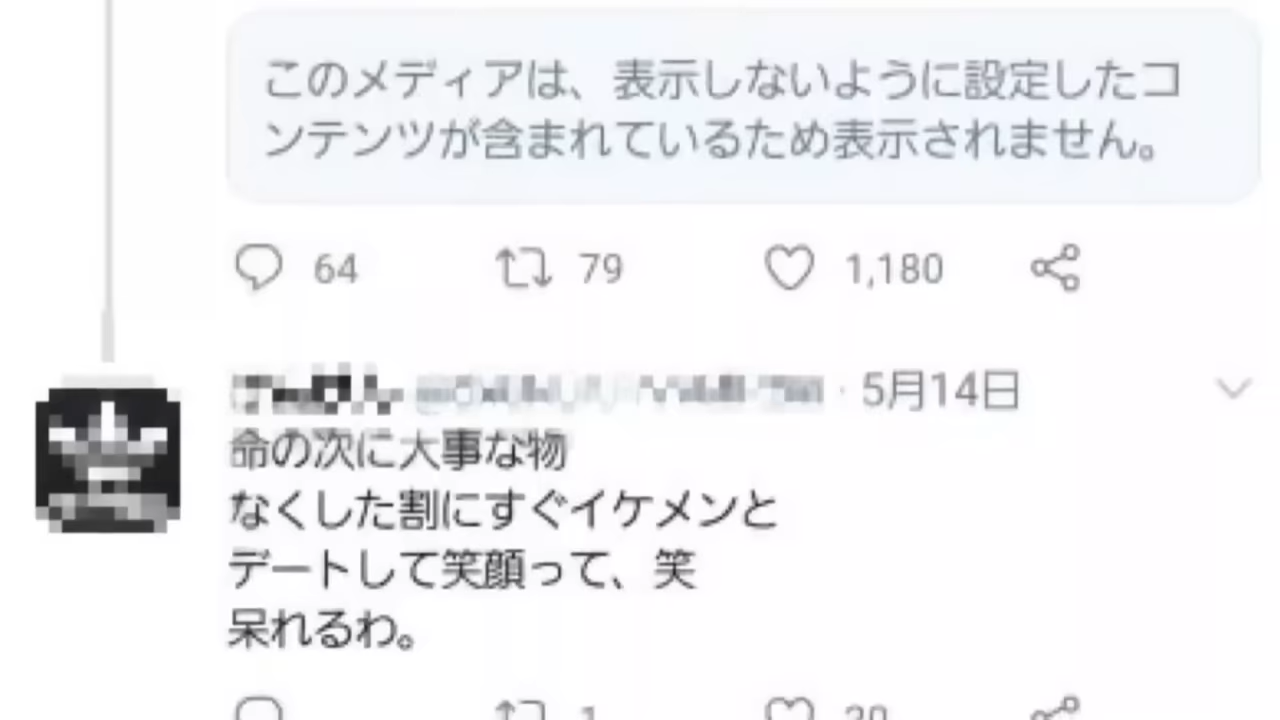 このメディアは、表示しないように設定したコ
ンテンツが含まれているため表示されません。
64 79 1,180
· 5月14日
命の次に大事な物
なくした割にすぐイケメンと
デートして笑顔って、笑
呆れるわ。